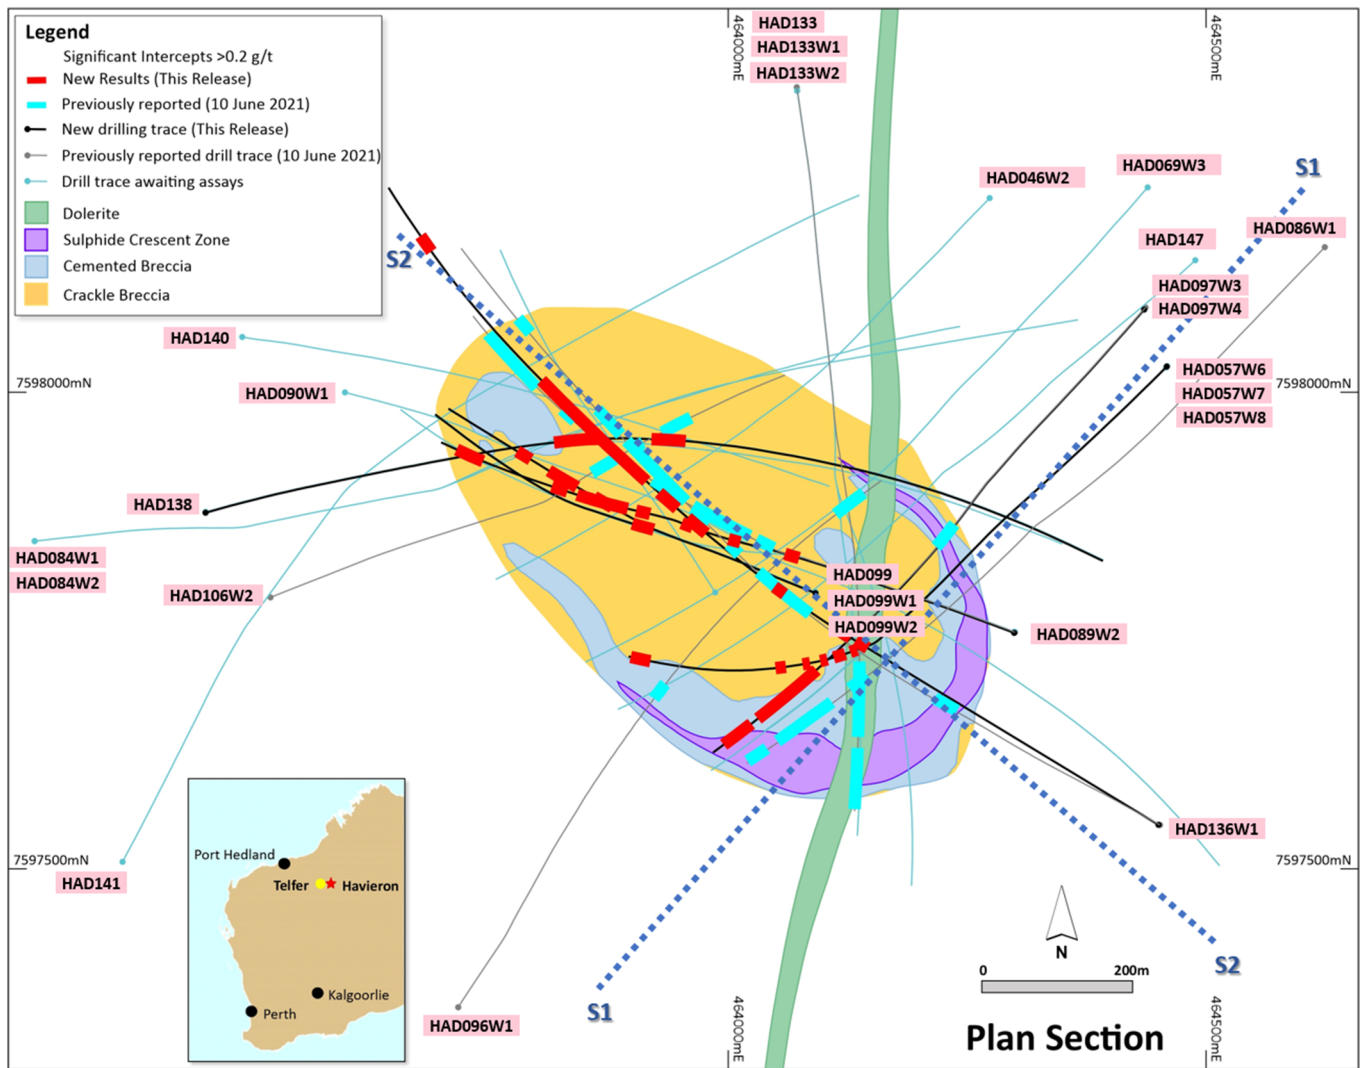 Legend
Significant Intercepts >0.2 g/t
New Results (This Release)
Previously reported (10 June 2021)
New drilling trace (This Release)
Previously reported drill trace (10 June 2021)
Drill trace awaiting assays
Dolerite
Sulphide Crescent Zone
Cemented Breccia
Crackle Breccia
464000mE
464500mE
HAD133
HAD133W1
HAD133W2
HAD046W2
HAD069W3
S1
HAD086W1
HAD147
S2
HAD097W3
HAD097W4
HAD140
7598000mN
HAD090W1
HAD057W6
HAD057W7
HAD057W8
7598000mN
HAD138
HAD084W1
HAD084W2
HAD106W2
HAD099
HAD099W1
HAD099W2
HAD089W2
HAD136W1
7597500mN
HAD141
7597500mN
Port Hedland
Telfer
Havieron
Kalgoorlie
Perth
S1
S2
N
0
200m
HAD096W1
464000mE
464500mE
Plan Section